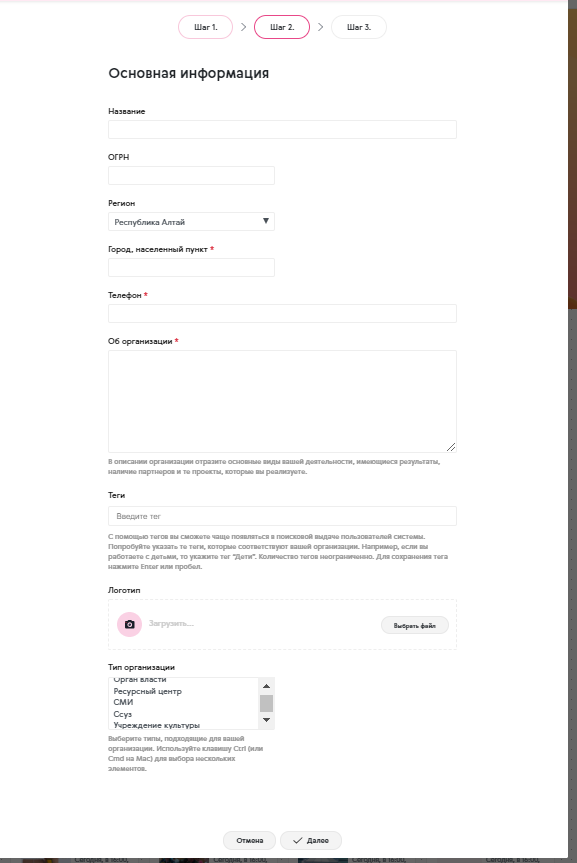 Шаг 1.
Шаг 2.
Шаг 3.
Основная информация
Название
ОГРН
Регион
Республика Алтай
Город, населенный пункт *
Телефон *
Об организации *
В описании организации отразите основные виды вашей деятельности, имеющиеся результаты,
наличие партнеров и те проекты, которые вы реализуете.
Теги
Введите тег
С помощью тегов вы сможете чаще появляться в поисковой выдаче пользователей системы.
Попробуйте указать те теги, которые соответствуют вашей организации. Например, если вы
работаете с детьми, то укажите тег "Дети". Количество тегов неограниченно. Для сохранения тега
нажмите Enter или пробел.
Логотип
Загрузить...
Выбрать файл
Тип организации
Орган власти
Ресурсный центр
СМИ
Ссуз
Учреждение культуры
Выберите типы, подходящие для вашей
организации. Используйте клавишу Ctrl (или
Cmd на Mac) для выбора нескольких
элементов.
Отмена
Далее